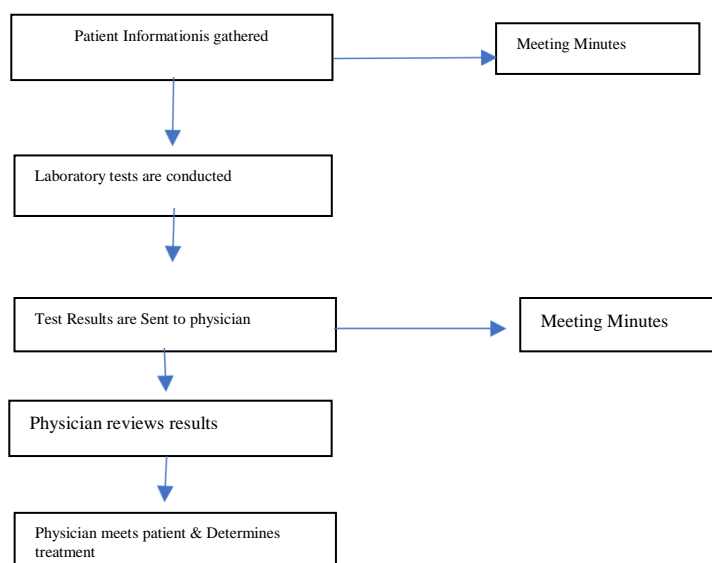 Patient Informationis gathered
Meeting Minutes
Laboratory tests are conducted
Test Results are Sent to physician
Meeting Minutes
Physician reviews results
Physician meets patient & Determines
treatment